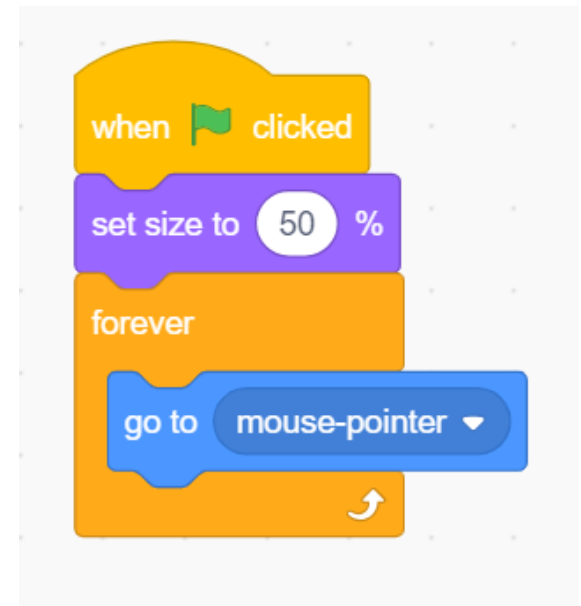 when clicked
set size to 50 %
forever
go to mouse-pointer